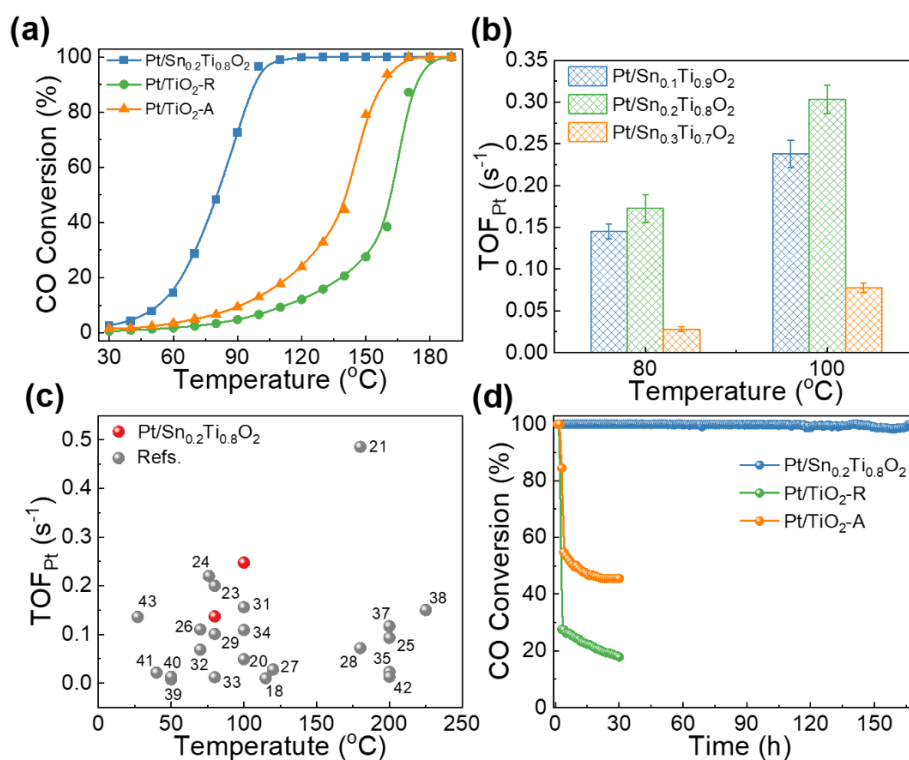 (a)
Pt/Sn0.2Ti0.8O2
Pt/TiO2-R
Pt/TiO2-A
CO Conversion (%)
100
80
60
40
20
0
30 60 90 120 150 180
Temperature (oC)
(b)
Pt/Sn0.1Ti0.9O2
Pt/Sn0.2Ti0.8O2
Pt/Sn0.3Ti0.7O2
TOFPt (s-1)
0.35
0.30
0.25
0.20
0.15
0.10
0.05
0.00
80 100
Temperature (oC)
(c)
Pt/Sn0.2Ti0.8O2
Refs.
TOFPt (s-1)
0.5
0.4
0.3
0.2
0.1
0.0
21
24
23
43
31
38
26
29
34
37
25
41
40
32
20
27
28
35
39
33
18
42
0 50 100 150 200 250
Temperatute (oC)
(d)
Pt/Sn0.2Ti0.8O2
Pt/TiO2-R
Pt/TiO2-A
CO Conversion (%)
100
80
60
40
20
0
0 30 60 90 120 150
Time (h)